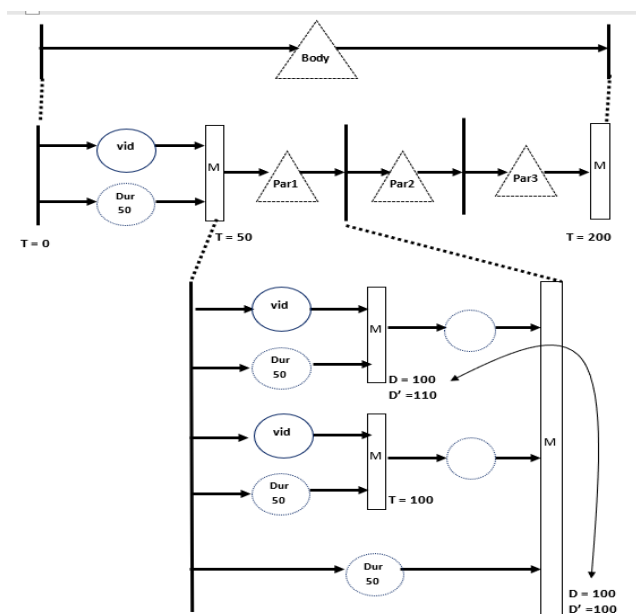 Body
vid
M
Dur
50
Par1
Par2
Par3
M
T = 0
T = 50
T = 200
vid
M
Dur
50
D = 100
D' =110
vid
M
Dur
50
T = 100
M
Dur
50
D = 100
D' =100